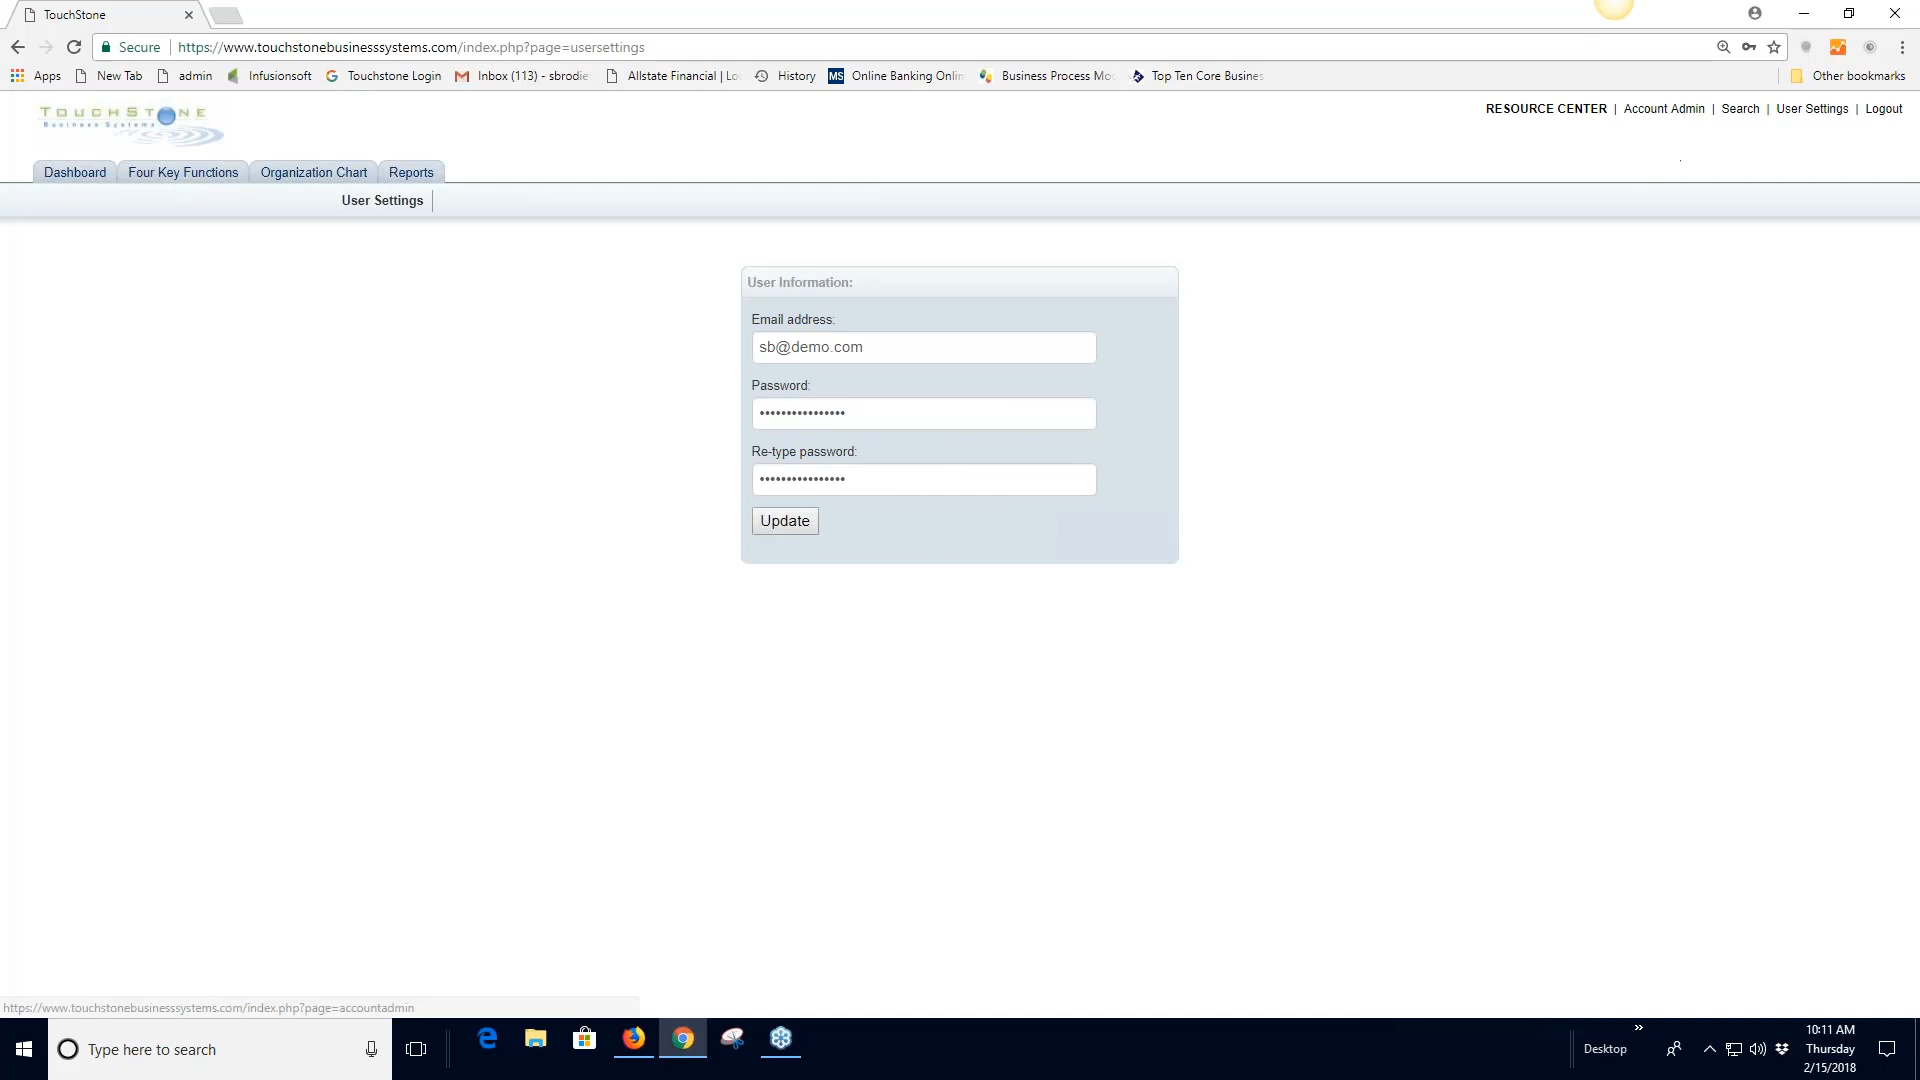 TouchStone
Secure https://www.touchstonebusinesssystems.com/index.php?page=usersettings
Apps New Tab admin Infusionsoft Touchstone Login Inbox (113) - sbrodie Allstate Financial | Lo History MS Online Banking Onlin Business Process Mo Top Ten Core Busines Other bookmarks
TOUCHSTONE
Business Systems
RESOURCE CENTER | Account Admin | Search | User Settings | Logout
Dashboard Four Key Functions Organization Chart Reports
User Settings
User Information:
Email address:
sb@demo.com
Password:
••••••••••••••••
Re-type password:
••••••••••••••••
Update
https://www.touchstonebusinesssystems.com/index.php?page=accountadmin
Type here to search
Desktop
10:11 AM
Thursday
2/15/2018